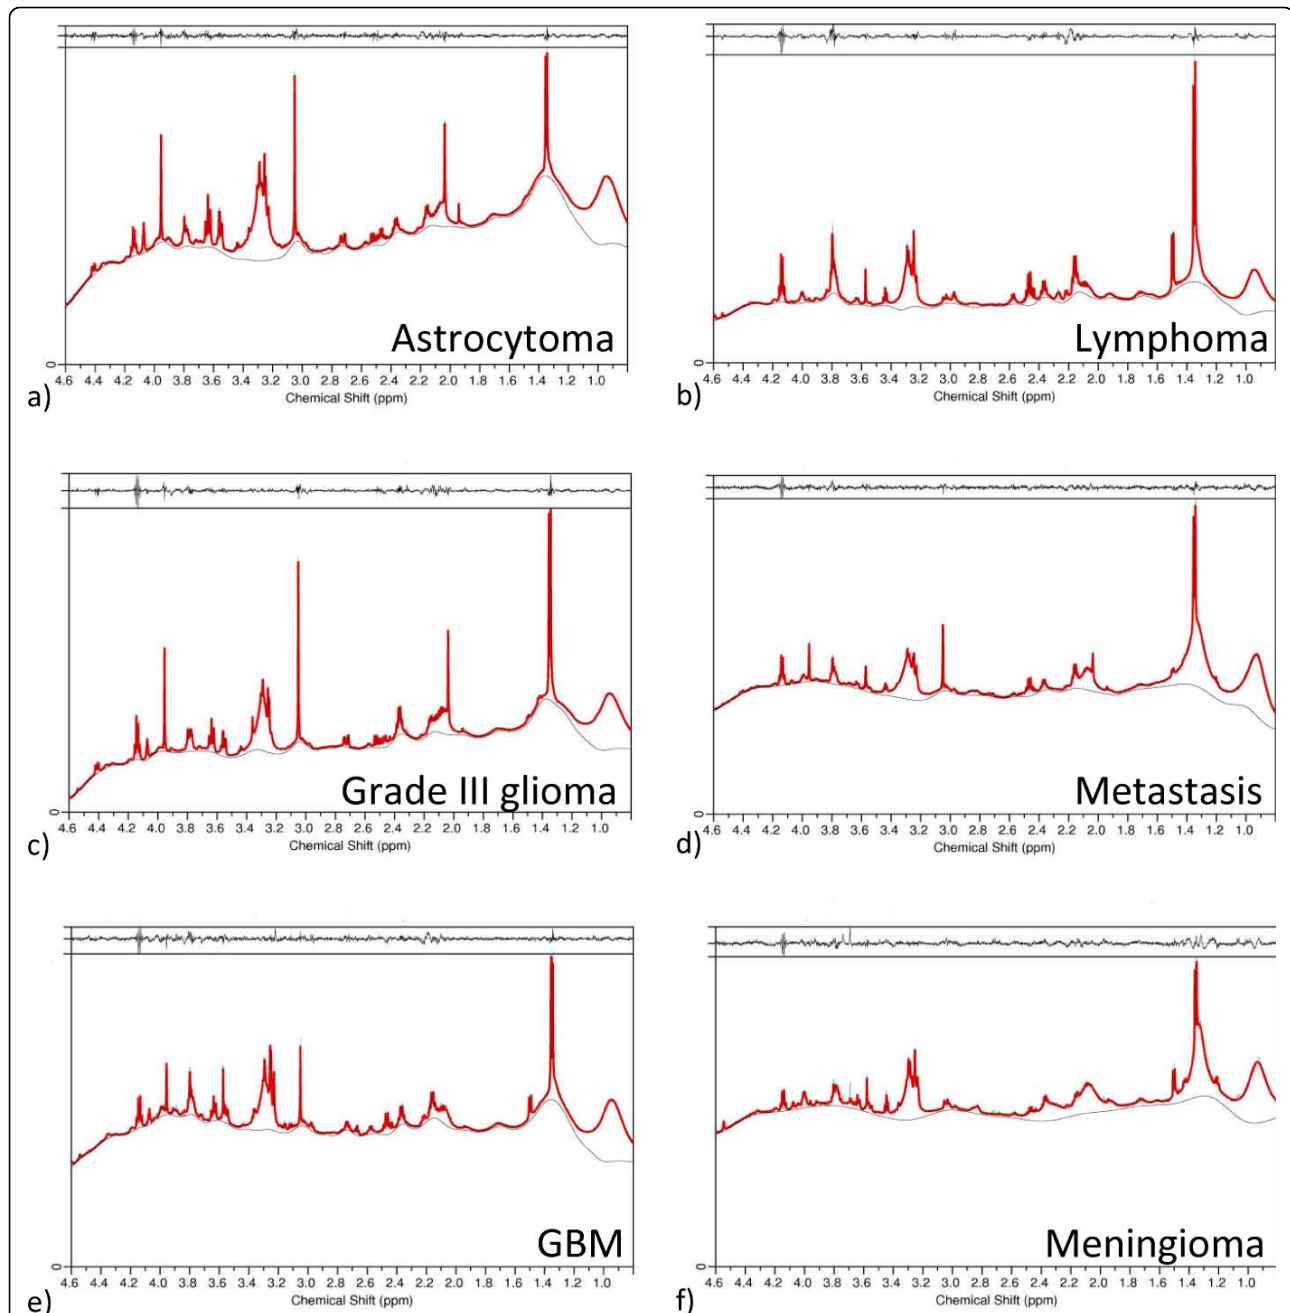 Astrocytoma
0
4.6 4.4 4.2 4.0 3.8 3.6 3.4 3.2 3.0 2.8 2.6 2.4 2.2 2.0 1.8 1.6 1.4 1.2 1.0
Chemical Shift (ppm)
a)
Lymphoma
0
4.6 4.4 4.2 4.0 3.8 3.6 3.4 3.2 3.0 2.8 2.6 2.4 2.2 2.0 1.8 1.6 1.4 1.2 1.0
Chemical Shift (ppm)
b)
Grade III glioma
0
4.6 4.4 4.2 4.0 3.8 3.6 3.4 3.2 3.0 2.8 2.6 2.4 2.2 2.0 1.8 1.6 1.4 1.2 1.0
Chemical Shift (ppm)
c)
Metastasis
0
4.6 4.4 4.2 4.0 3.8 3.6 3.4 3.2 3.0 2.8 2.6 2.4 2.2 2.0 1.8 1.6 1.4 1.2 1.0
Chemical Shift (ppm)
d)
GBM
0
4.6 4.4 4.2 4.0 3.8 3.6 3.4 3.2 3.0 2.8 2.6 2.4 2.2 2.0 1.8 1.6 1.4 1.2 1.0
Chemical Shift (ppm)
e)
Meningioma
0
4.6 4.4 4.2 4.0 3.8 3.6 3.4 3.2 3.0 2.8 2.6 2.4 2.2 2.0 1.8 1.6 1.4 1.2 1.0
Chemical Shift (ppm)
f)